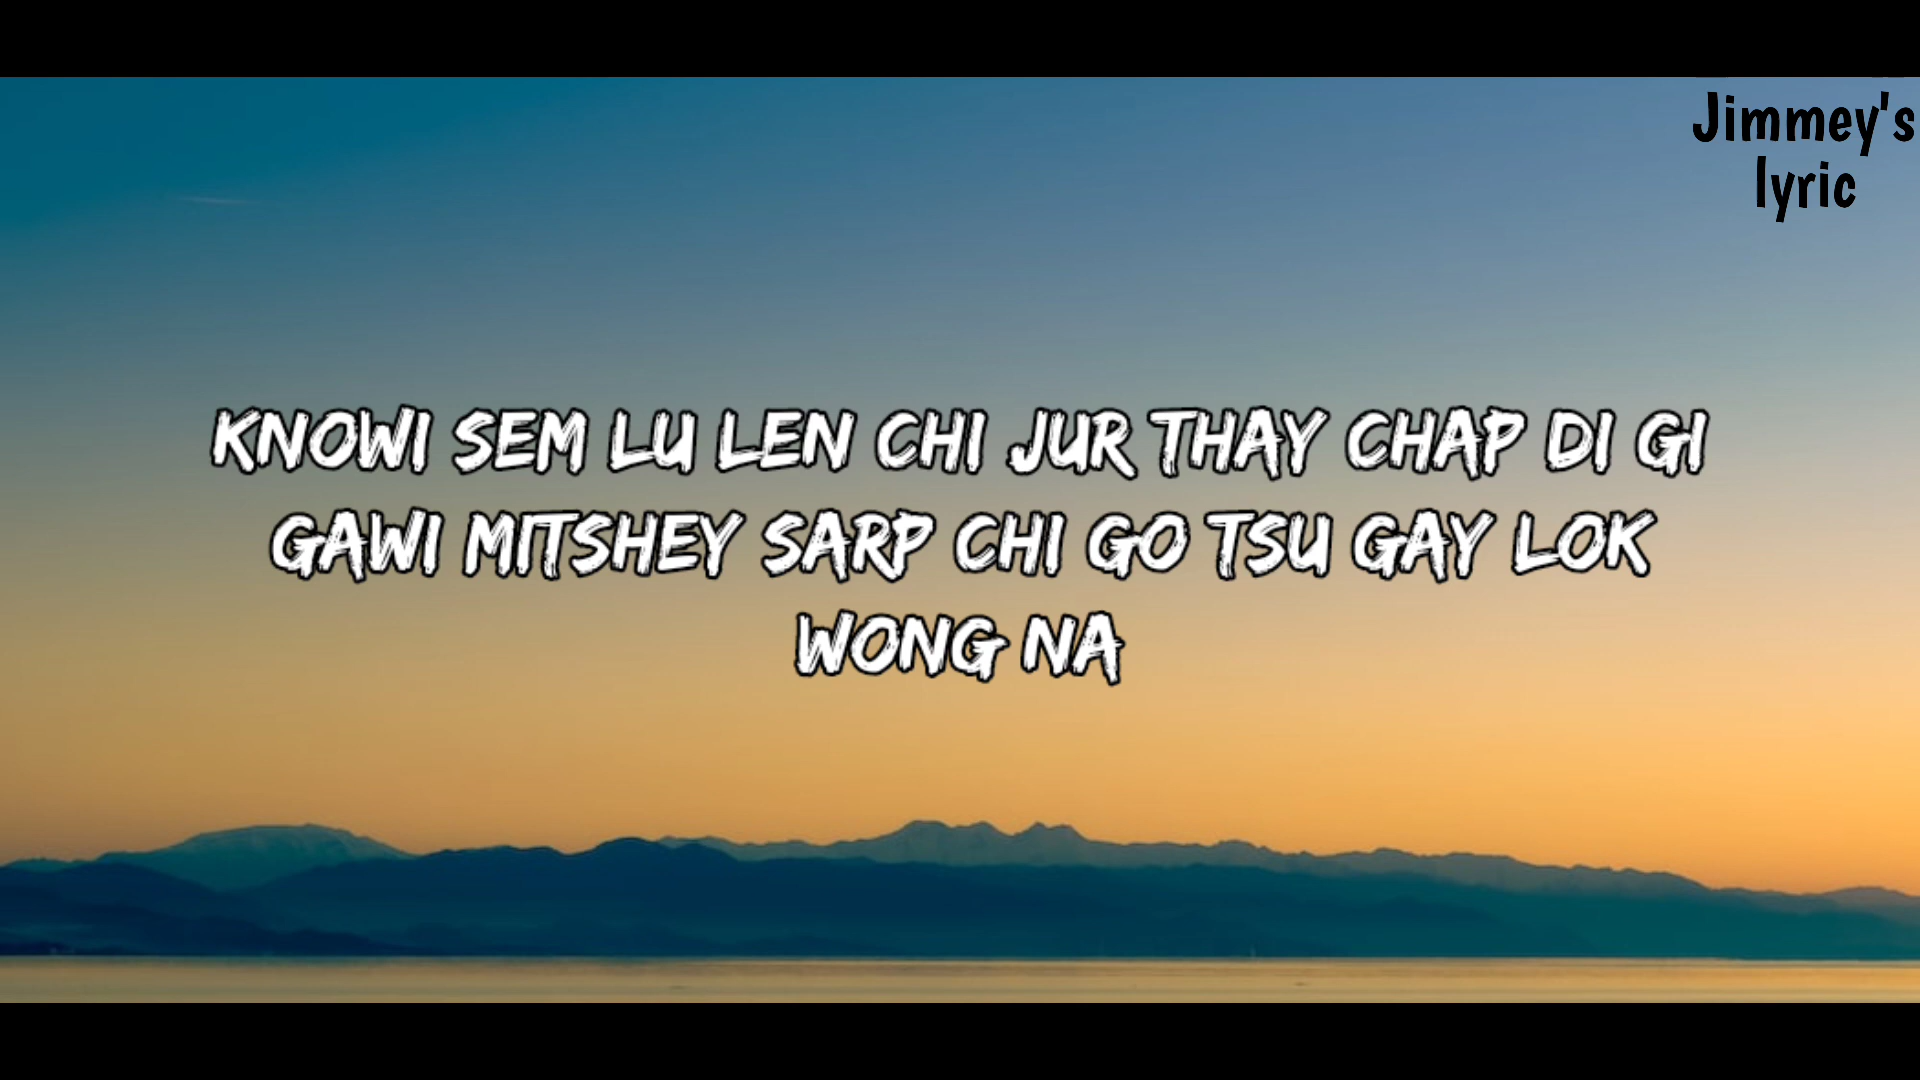 Jimmey's
lyric
KNOWI SEM LU LEN CHI JUR THAY CHAP DI GI
GAWI MITSHEY SARP CHI GO TSU GAY LOK
WONG NA